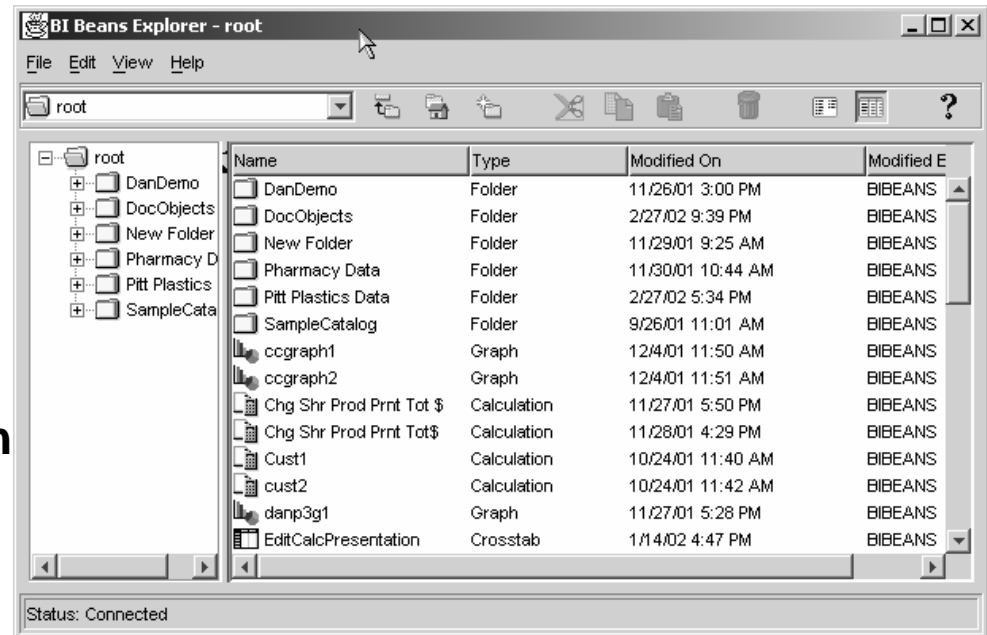 BI Beans Explorer - root
File Edit View Help
root
?
root
DanDemo
DocObjects
New Folder
Pharmacy D
Pitt Plastics
SampleCata
Name Type Modified On Modified E
DanDemo Folder 11/26/01 3:00 PM BIBEANS
DocObjects Folder 2/27/02 9:39 PM BIBEANS
New Folder Folder 11/29/01 9:25 AM BIBEANS
Pharmacy Data Folder 11/30/01 10:44 AM BIBEANS
Pitt Plastics Data Folder 2/27/02 5:34 PM BIBEANS
SampleCatalog Folder 9/26/01 11:01 AM BIBEANS
ccgraph1 Graph 12/4/01 11:50 AM BIBEANS
ccgraph2 Graph 12/4/01 11:51 AM BIBEANS
Chg Shr Prod Prnt Tot $ Calculation 11/27/01 5:50 PM BIBEANS
Chg Shr Prod Prnt Tot$ Calculation 11/28/01 4:29 PM BIBEANS
Cust1 Calculation 10/24/01 11:40 AM BIBEANS
cust2 Calculation 10/24/01 11:42 AM BIBEANS
danp3g1 Graph 11/27/01 5:28 PM BIBEANS
EditCalcPresentation Crosstab 1/14/02 4:47 PM BIBEANS
Status: Connected